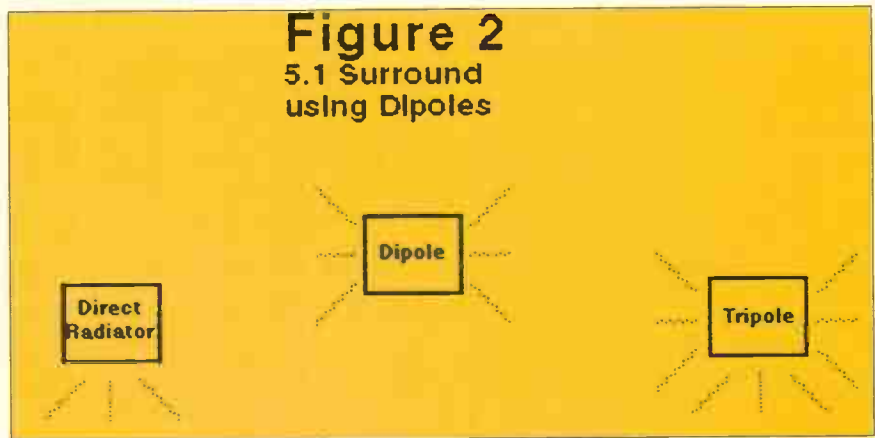 Figure 2
5.1 Surround
using Dipoles
Dipole
Direct
Radiator
Tripole